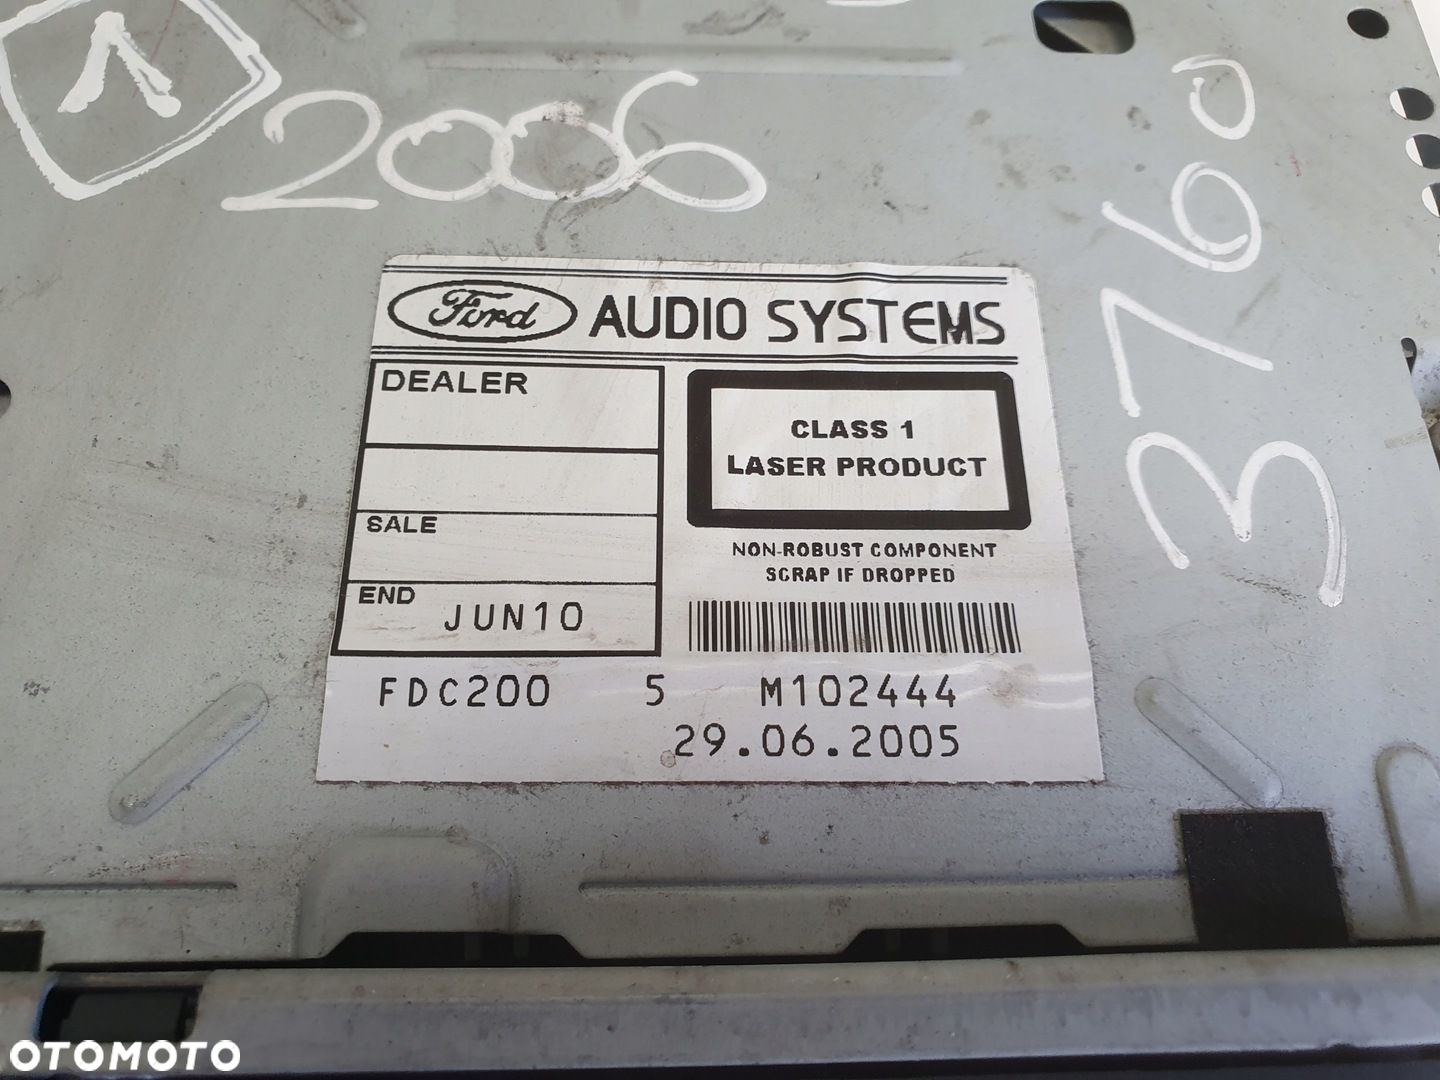 1
2006
3760
Ford AUDIO SYSTEMS
DEALER
SALE
END JUN10
CLASS 1
LASER PRODUCT
NON-ROBUST COMPONENT
SCRAP IF DROPPED
FDC200 5 M102444
29.06.2005
OTOMOTO